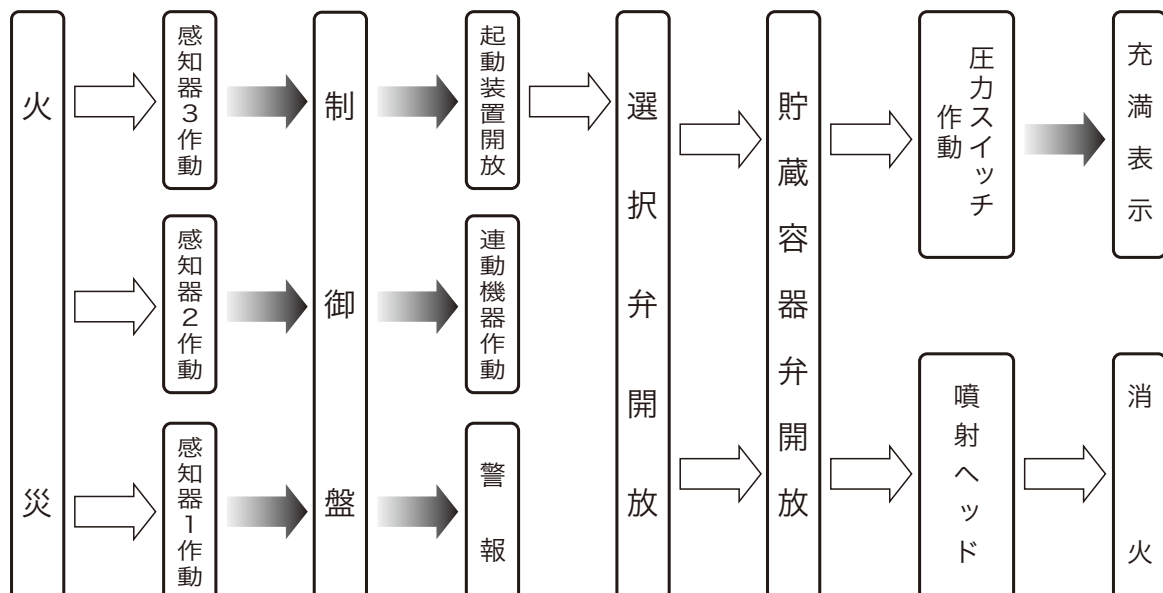 火災
感知器3作動
感知器2作動
感知器1作動
制御盤
起動装置開放
連動機器作動
警報
選択弁開放
貯蔵容器弁開放
圧力スイッチ
作動
噴射ヘッド
充満表示
消火